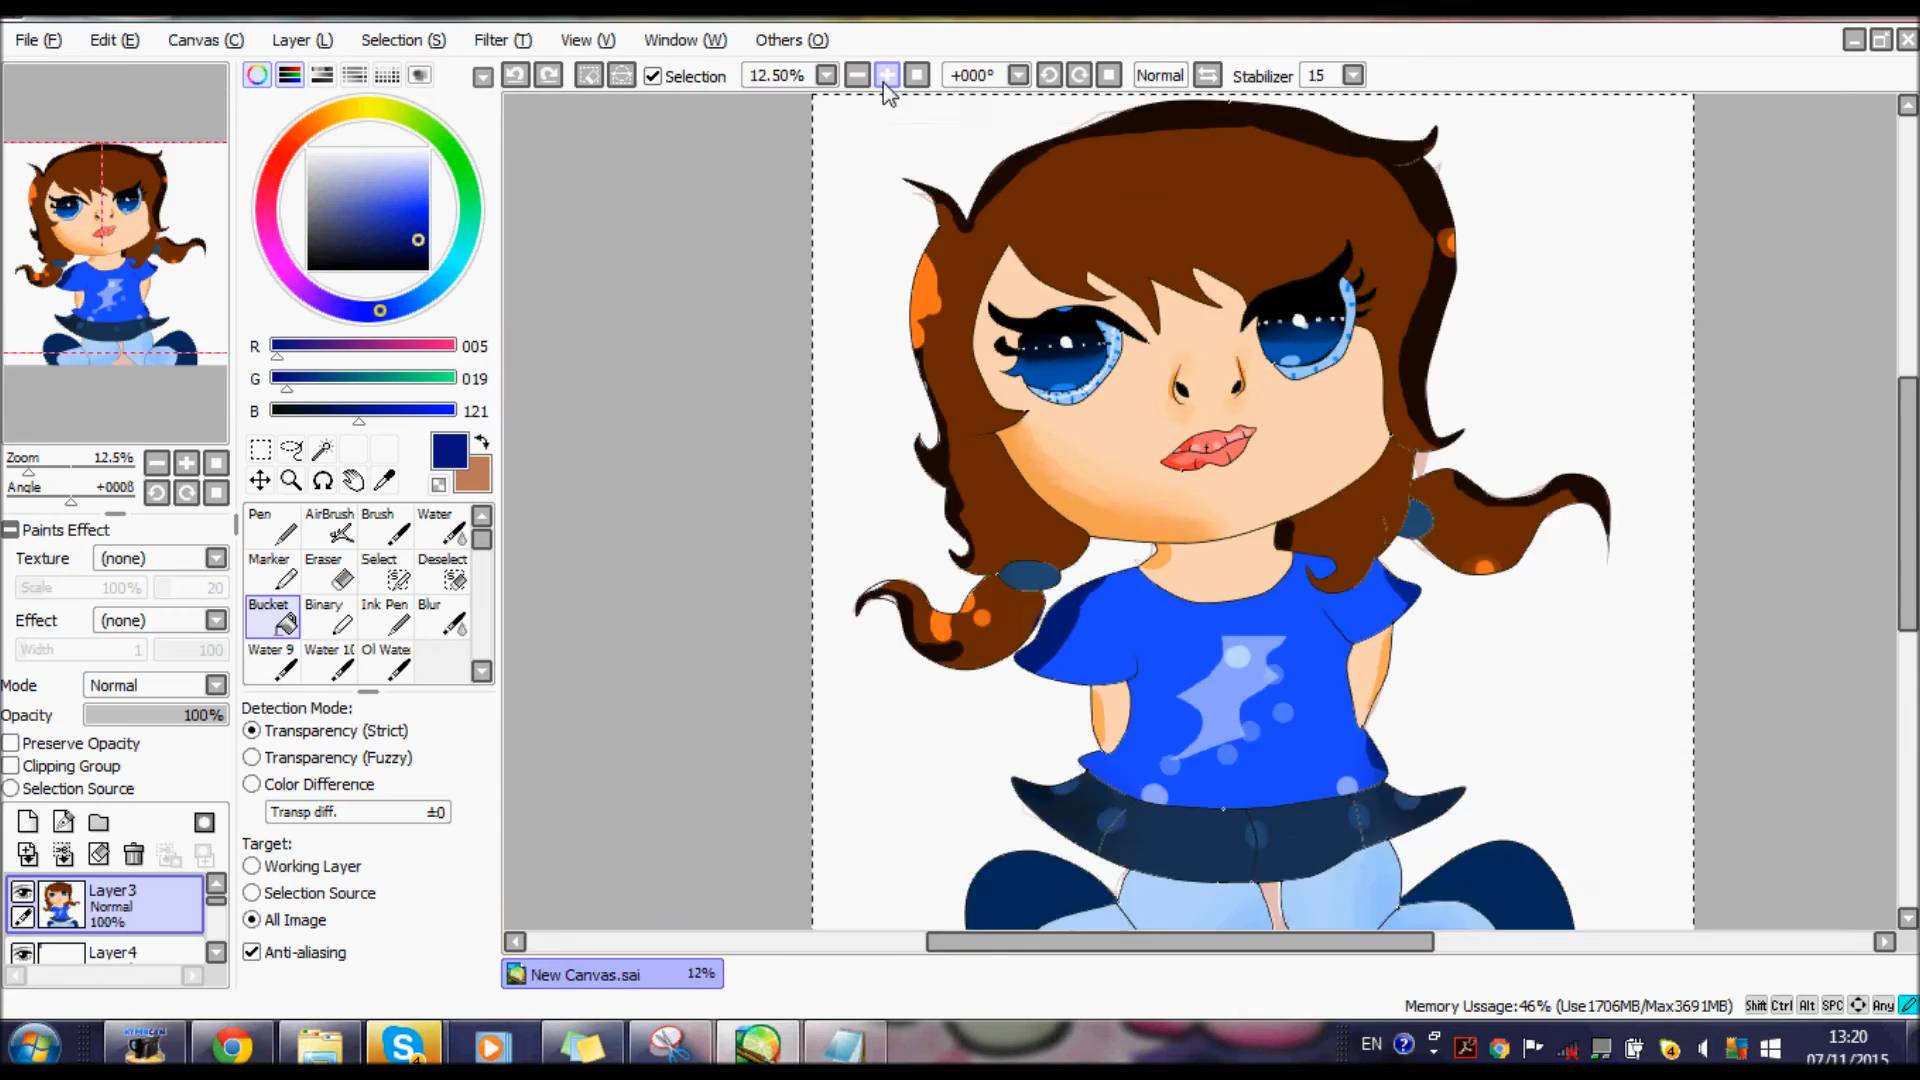 File (F) Edit (E) Canvas (C) Layer (L) Selection (S) Filter (T) View (V) Window (W) Others (O)
Selection 12.50% +000° Normal Stabilizer 15
R 005
G 019
B 121
Zoom 12.5%
Angle +000
Paints Effect
Texture (none)
Scale 100% 20
Effect (none)
Width 1 100
Mode Normal
Opacity 100%
Preserve Opacity
Clipping Group
Selection Source
Layer3
Normal
100%
Layer4
Pen AirBrush Brush Water
Marker Eraser Select Deselect
Bucket Binary Ink Pen Blur
Water 9 Water 10 Ol Wate
Detection Mode:
Transparency (Strict)
Transparency (Fuzzy)
Color Difference
Transp diff. ±0
Target:
Working Layer
Selection Source
All Image
Anti-aliasing
New Canvas.sai 12%
Memory Ussage:46% (Use1706MB/Max3691MB) Shift Ctrl Alt SPC Any
EN
13:20
07/11/2015